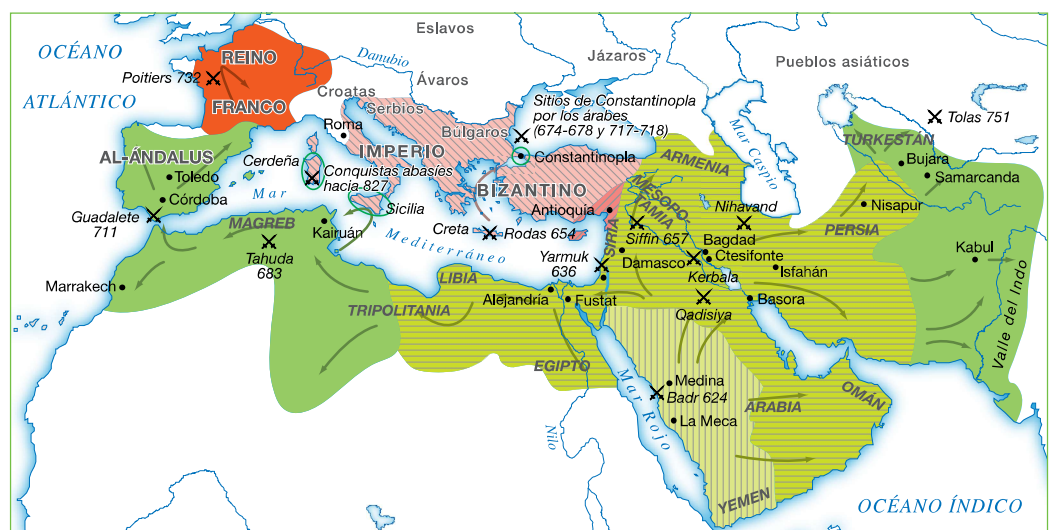 OCÉANO
ATLÁNTICO
REINO
FRANCO
Poitiers 732
Eslavos
Danubio
Ávaros
Jázaros
Pueblos asiáticos
Croatas
Serbios
Búlgaros
Roma
IMPERIO
BIZANTINO
Sitios de Constantinopla
por los árabes
(674-678 y 717-718)
Constantinopla
Mar Caspio
Tolas 751
TURKESTÁN
Bujara
Samarcanda
ARMENIA
AL-ÁNDALUS
Toledo
Córdoba
Guadalete
711
Cerdeña
Conquistas abasíes
hacia 827
Sicilia
Mar
Mediterráneo
Creta
Rodas 654
Antioquía
SIRIA
MESOPO-
TAMIA
Siffin 657
Nihavand
Nisapur
PERSIA
Kabul
Valle del Indo
MAGREB
Kairuán
Tahuda
683
Marrakech
Yarmuk
636
Damasco
Bagdad
Ctesifonte
Kerbala
Isfahán
Basora
Qadisiya
LIBIA
TRIPOLITANIA
Alejandría
Fustat
EGIPTO
Nilo
Mar Rojo
Medina
Badr 624
La Meca
ARABIA
OMÁN
YEMEN
OCÉANO ÍNDICO